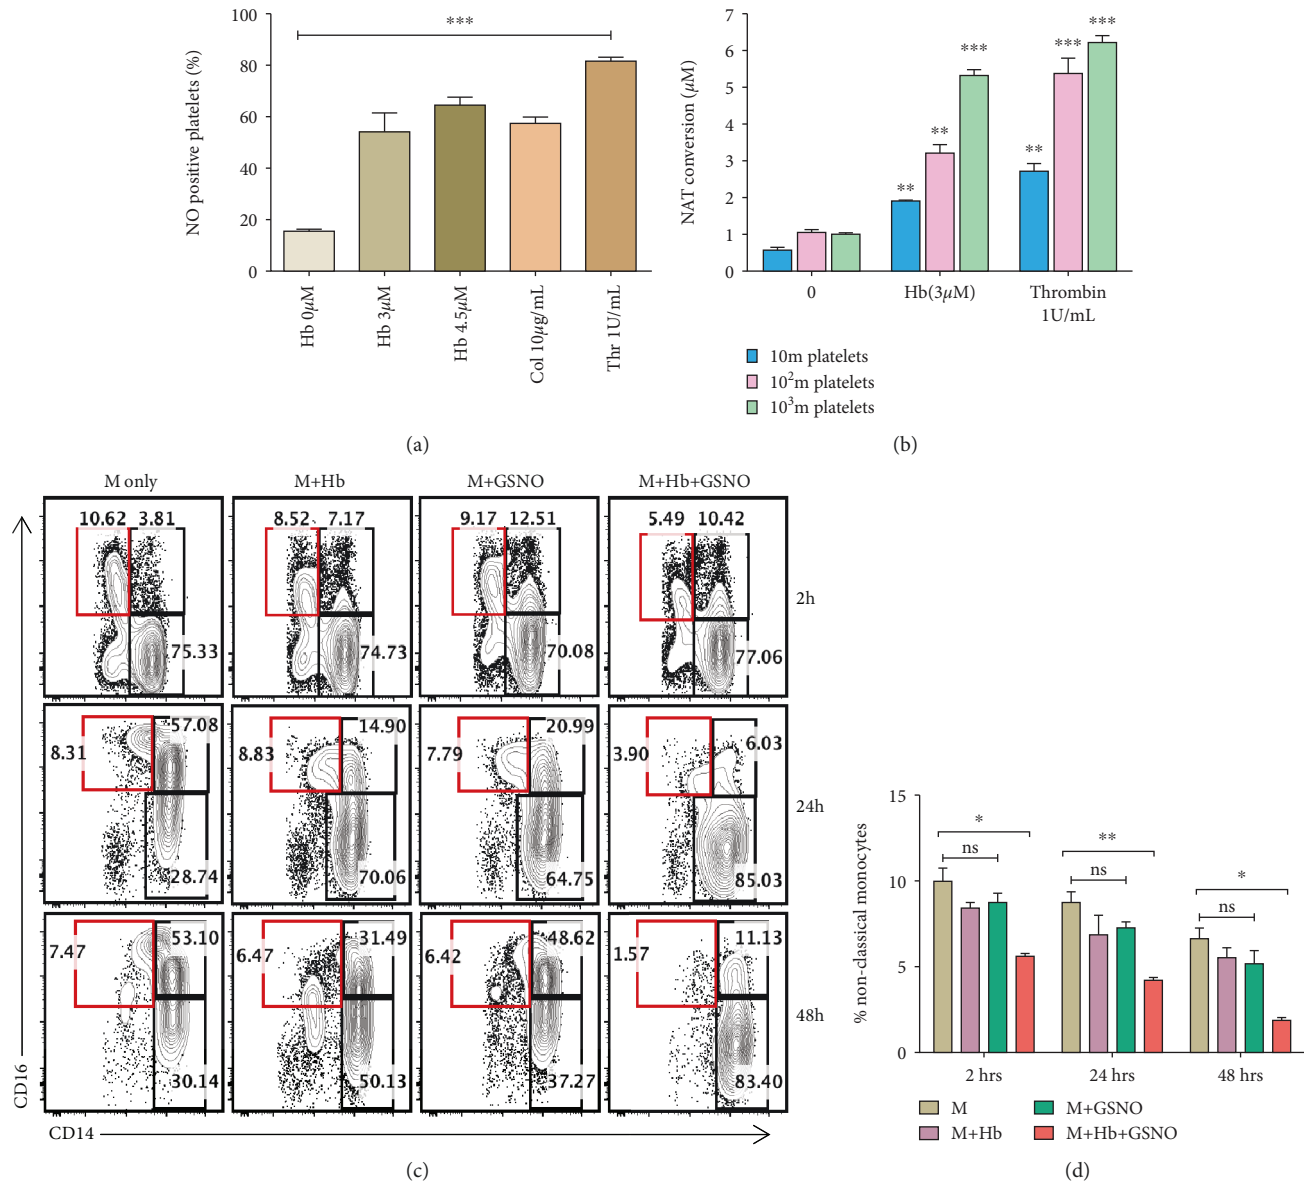 NO positive platelets (%)
100
80
60
40
20
0
***
Hb 0µM
Hb 3µM
Hb 4.5µM
Col 10µg/mL
Thr 1U/mL
(a)
NAT conversion (µM)
7
6
5
4
3
2
1
0
** ** ***
** *** ***
0 Hb(3µM) Thrombin
1U/mL
10m platelets
10²m platelets
10³m platelets
(b)
M only M+Hb M+GSNO M+Hb+GSNO
10.62 3.81 8.52 7.17 9.17 12.51 5.49 10.42
2h
75.33 74.73 70.08 77.06
57.08 14.90 20.99 6.03
8.31 8.83 7.79 3.90
24h
28.74 70.06 64.75 85.03
53.10 31.49 48.62 11.13
7.47 6.47 6.42 1.57
48h
30.14 50.13 37.27 83.40
CD16
CD14
(c)
% non-classical monocytes
15
10
5
0
* ** *
ns ns ns
2 hrs 24 hrs 48 hrs
M M+GSNO
M+Hb M+Hb+GSNO
(d)